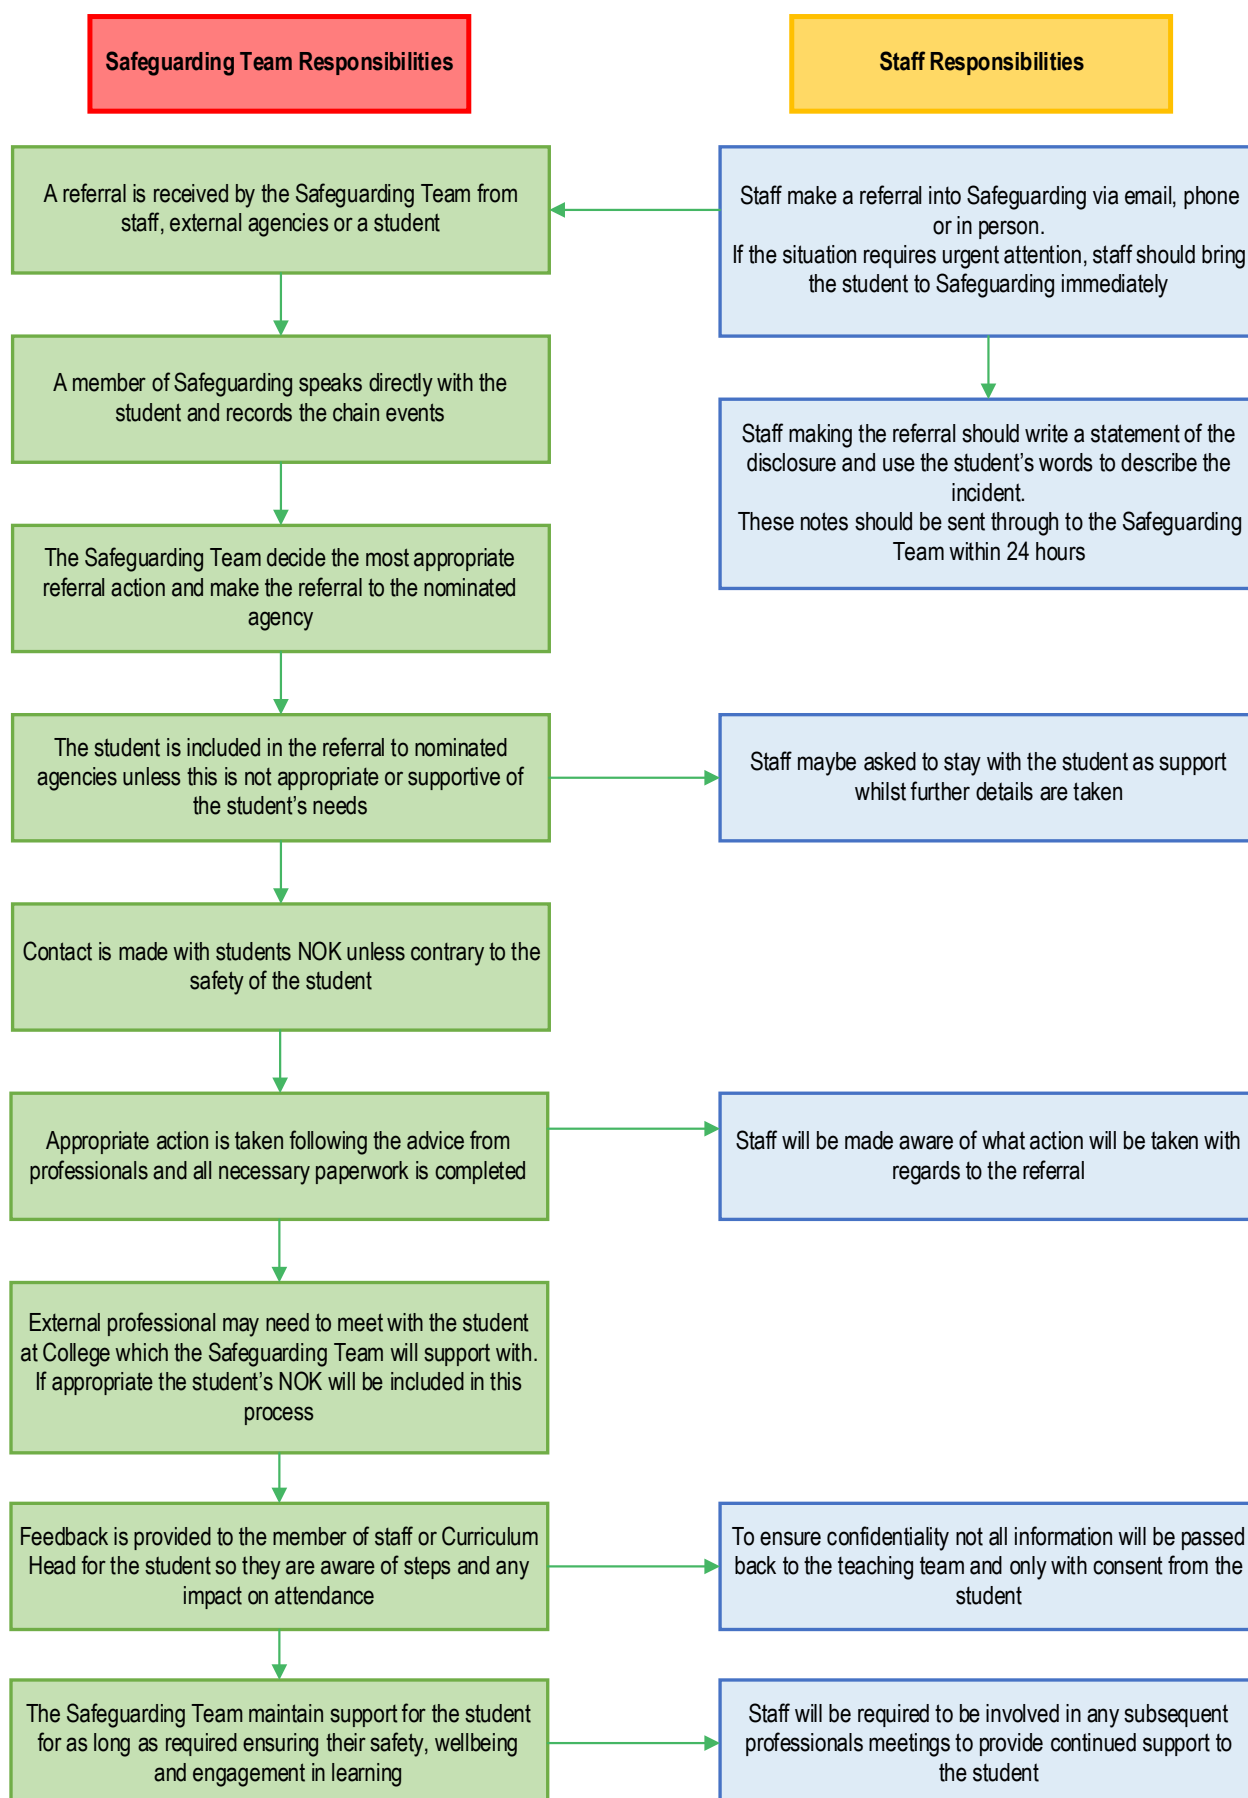 Safeguarding Team Responsibilities
Staff Responsibilities
A referral is received by the Safeguarding Team from
staff, external agencies or a student
Staff make a referral into Safeguarding via email, phone
or in person.
If the situation requires urgent attention, staff should bring
the student to Safeguarding immediately
A member of Safeguarding speaks directly with the
student and records the chain events
Staff making the referral should write a statement of the
disclosure and use the student’s words to describe the
incident.
These notes should be sent through to the Safeguarding
Team within 24 hours
The Safeguarding Team decide the most appropriate
referral action and make the referral to the nominated
agency
The student is included in the referral to nominated
agencies unless this is not appropriate or supportive of
the student’s needs
Staff maybe asked to stay with the student as support
whilst further details are taken
Contact is made with students NOK unless contrary to the
safety of the student
Appropriate action is taken following the advice from
professionals and all necessary paperwork is completed
Staff will be made aware of what action will be taken with
regards to the referral
External professional may need to meet with the student
at College which the Safeguarding Team will support with.
If appropriate the student’s NOK will be included in this
process
Feedback is provided to the member of staff or Curriculum
Head for the student so they are aware of steps and any
impact on attendance
To ensure confidentiality not all information will be passed
back to the teaching team and only with consent from the
student
The Safeguarding Team maintain support for the student
for as long as required ensuring their safety, wellbeing
and engagement in learning
Staff will be required to be involved in any subsequent
professionals meetings to provide continued support to
the student